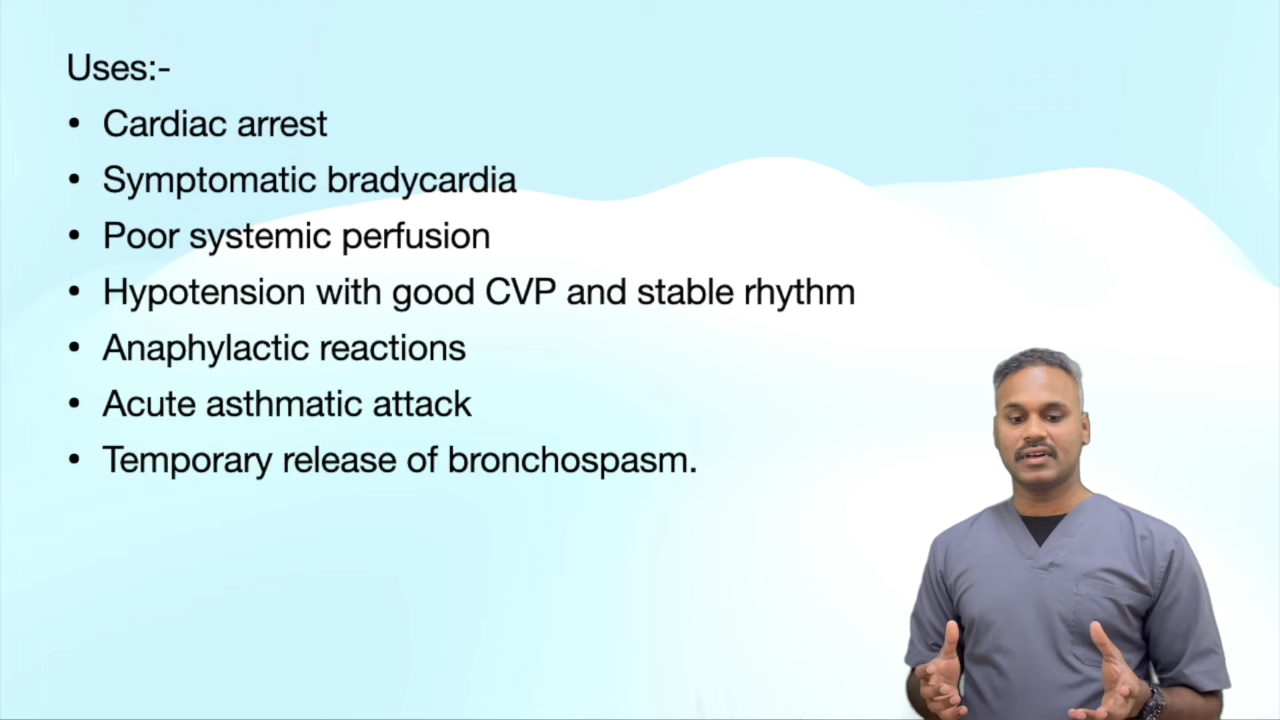 Uses:-
• Cardiac arrest
• Symptomatic bradycardia
• Poor systemic perfusion
• Hypotension with good CVP and stable rhythm
• Anaphylactic reactions
• Acute asthmatic attack
• Temporary release of bronchospasm.